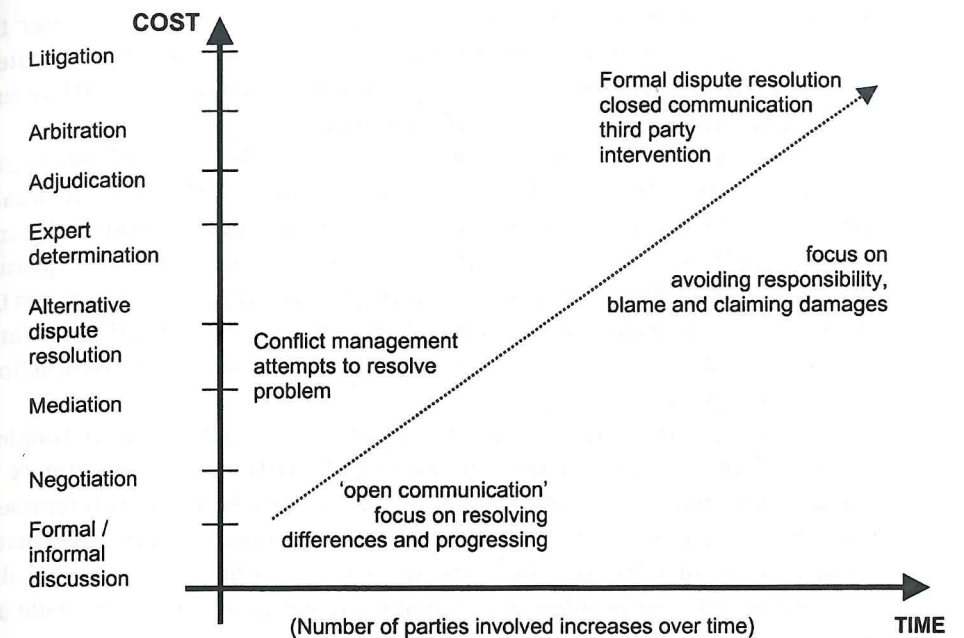 COST
Litigation
Arbitration
Adjudication
Expert
determination
Alternative
dispute
resolution
Mediation
Negotiation
Formal /
informal
discussion
Formal dispute resolution
closed communication
third party
intervention
focus on
avoiding responsibility,
blame and claiming damages
Conflict management
attempts to resolve
problem
'open communication'
focus on resolving
differences and progressing
TIME
(Number of parties involved increases over time)